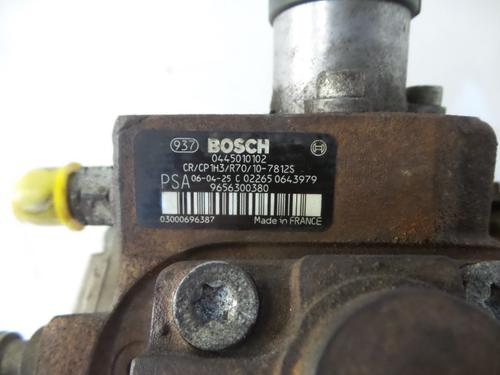 937 BOSCH
0445010102
CR/CP1H3/R70/10-7812S
PSA 06-04-25 C 02265 0643979
9656300380
03000696387 Made in FRANCE